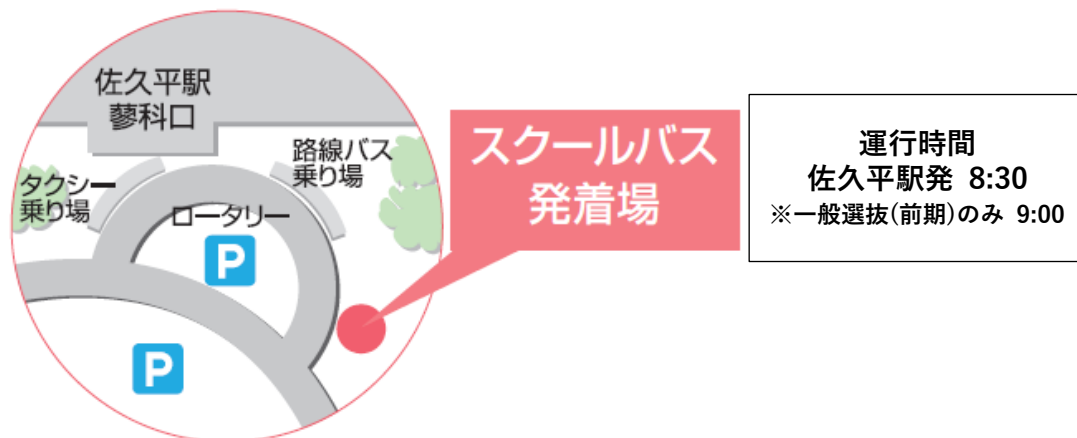 佐久平駅
蓼科口
タクシー
乗り場
路線バス
乗り場
ロータリー
P
P
スクールバス
発着場
運行時間
佐久平駅発 8:30
※一般選抜(前期)のみ 9:00